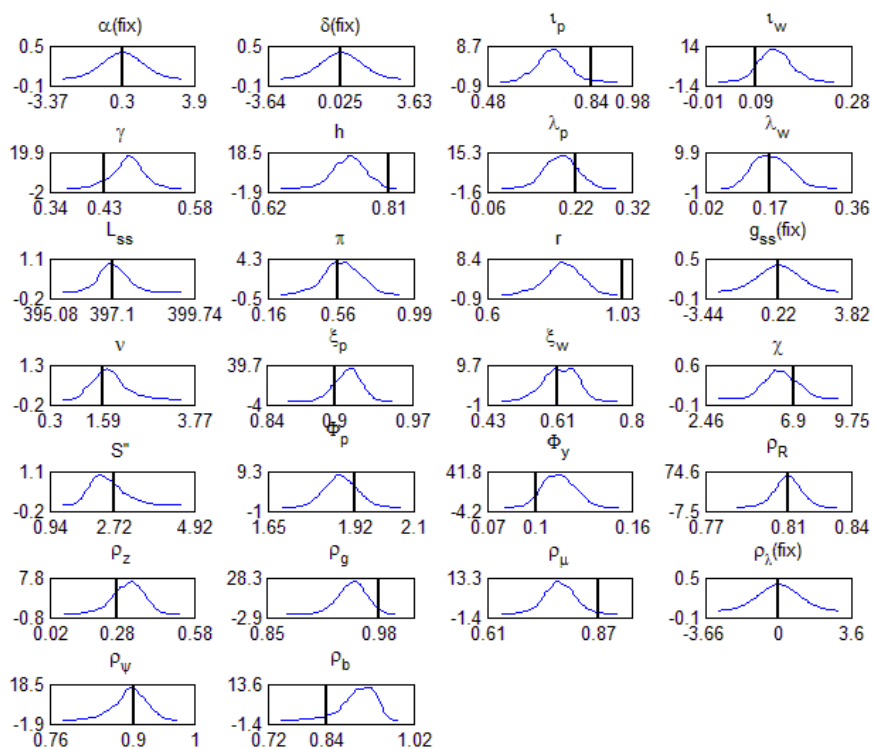 α(fix) δ(fix) ι_p ι_w
0.5 0.5 8.7 14
-0.1 -0.1 -0.9 -1.4
-3.37 0.3 3.9 -3.64 0.025 3.63 0.48 0.84 0.98 -0.01 0.09 0.28
γ h λ_p λ_w
19.9 18.5 15.3 9.9
-2 -1.9 -1.6 -1
0.34 0.43 0.58 0.62 0.81 0.06 0.22 0.32 0.02 0.17 0.36
L_ss π r g_ss(fix)
1.1 4.3 8.4 0.5
-0.2 -0.5 -0.9 -0.1
395.08 397.1 399.74 0.16 0.56 0.99 0.6 1.03 -3.44 0.22 3.82
ν ξ_p ξ_w χ
1.3 39.7 9.7 0.6
-0.2 -4 -1 -0.1
0.3 1.59 3.77 0.84 0.9 0.97 0.43 0.61 0.8 2.46 6.9 9.75
S" Φ_p Φ_y ρ_R
1.1 9.3 41.8 74.6
-0.2 -1 -4.2 -7.5
0.94 2.72 4.92 1.65 1.92 2.1 0.07 0.1 0.16 0.77 0.81 0.84
ρ_z ρ_g ρ_μ ρ_λ(fix)
7.8 28.3 13.3 0.5
-0.8 -2.9 -1.4 -0.1
0.02 0.28 0.58 0.85 0.98 0.61 0.87 -3.66 0 3.6
ρ_ψ ρ_b
18.5 13.6
-1.9 -1.4
0.76 0.9 1 0.72 0.84 1.02